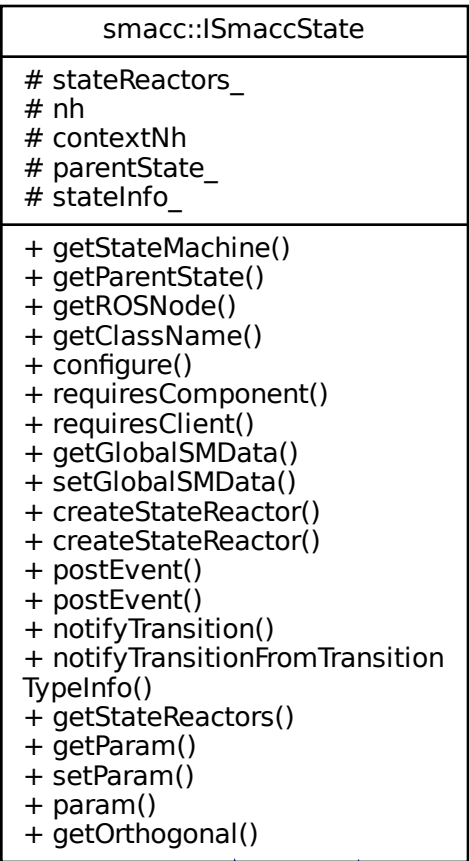 smacc::ISmaccState
# stateReactors_
# nh
# contextNh
# parentState_
# stateInfo_
+ getStateMachine()
+ getParentState()
+ getROSNode()
+ getClassName()
+ configure()
+ requiresComponent()
+ requiresClient()
+ getGlobalSMData()
+ setGlobalSMData()
+ createStateReactor()
+ createStateReactor()
+ postEvent()
+ postEvent()
+ notifyTransition()
+ notifyTransitionFromTransition
TypeInfo()
+ getStateReactors()
+ getParam()
+ setParam()
+ param()
+ getOrthogonal()